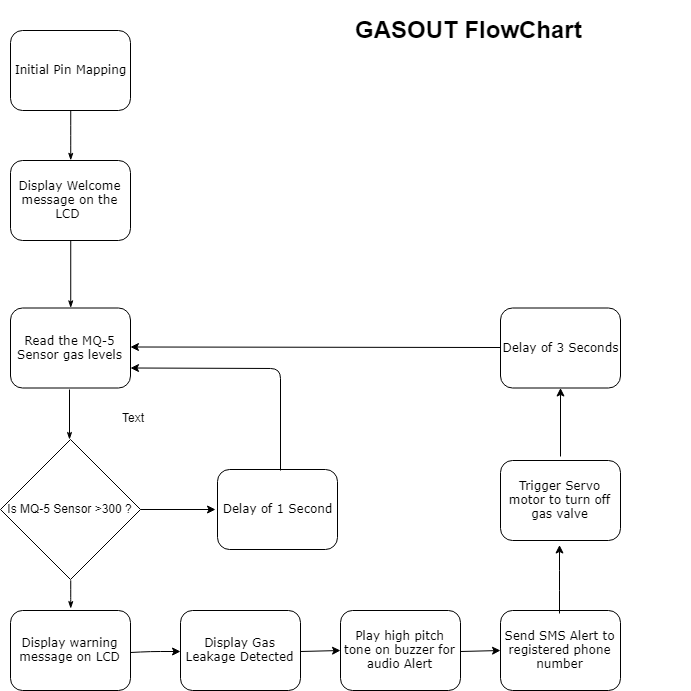 GASOUT FlowChart
Initial Pin Mapping
Display Welcome
message on the
LCD
Read the MQ-5
Sensor gas levels
Delay of 3 Seconds
Text
Is MQ-5 Sensor >300 ?
Delay of 1 Second
Trigger Servo
motor to turn off
gas valve
Display warning
message on LCD
Display Gas
Leakage Detected
Play high pitch
tone on buzzer for
audio Alert
Send SMS Alert to
registered phone
number